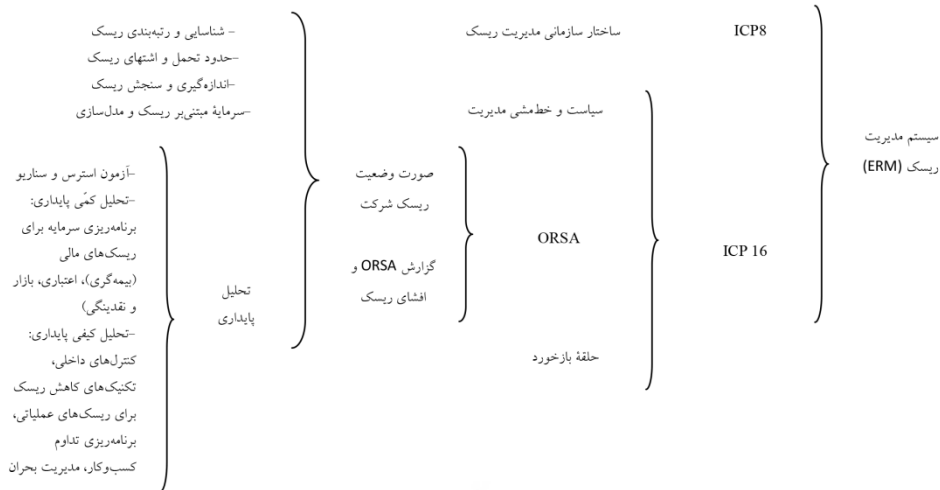 سیستم مدیریت
ریسک (ERM)
ICP8
ساختار سازمانی مدیریت ریسک
ICP 16
سیاست و خط‌مشی مدیریت
ORSA
حلقهٔ بازخورد
صورت وضعیت
ریسک شرکت
گزارش ORSA و
افشای ریسک
– شناسایی و رتبه‌بندی ریسک
–حدود تحمل و اشتهای ریسک
–اندازه‌گیری و سنجش ریسک
–سرمایهٔ مبتنی‌بر ریسک و مدل‌سازی
تحلیل
پایداری
–آزمون استرس و سناریو
–تحلیل کمّی پایداری:
برنامه‌ریزی سرمایه برای
ریسک‌های مالی
(بیمه‌گری)، اعتباری، بازار
و نقدینگی)
–تحلیل کیفی پایداری:
کنترل‌های داخلی،
تکنیک‌های کاهش ریسک
برای ریسک‌های عملیاتی،
برنامه‌ریزی تداوم
کسب‌وکار، مدیریت بحران